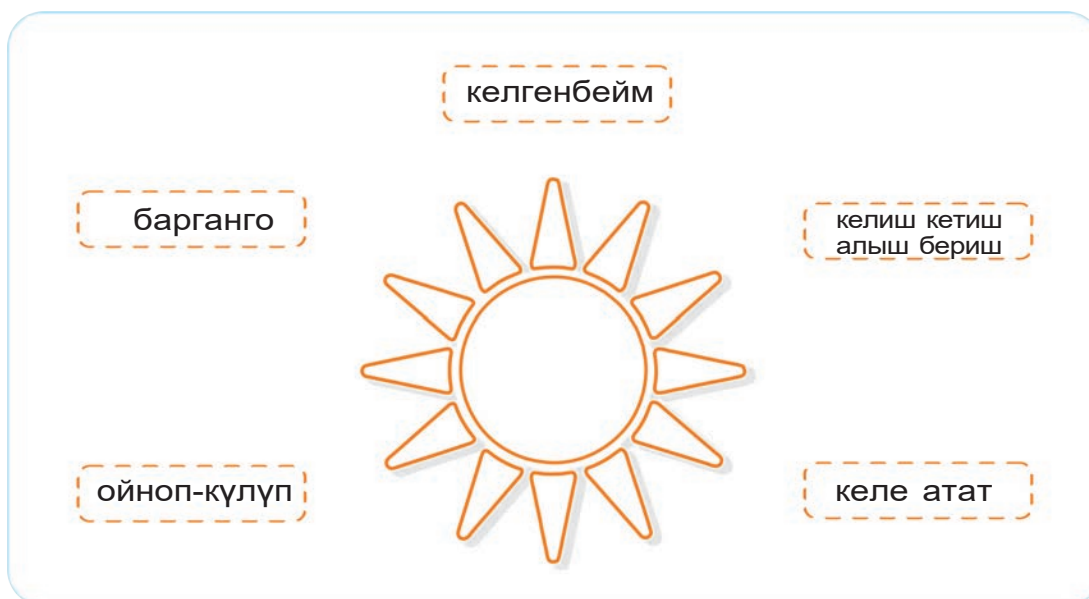 келгенбейм
барганго
келиш кетиш
алыш бериш
ойноп-күлүп
келе атат